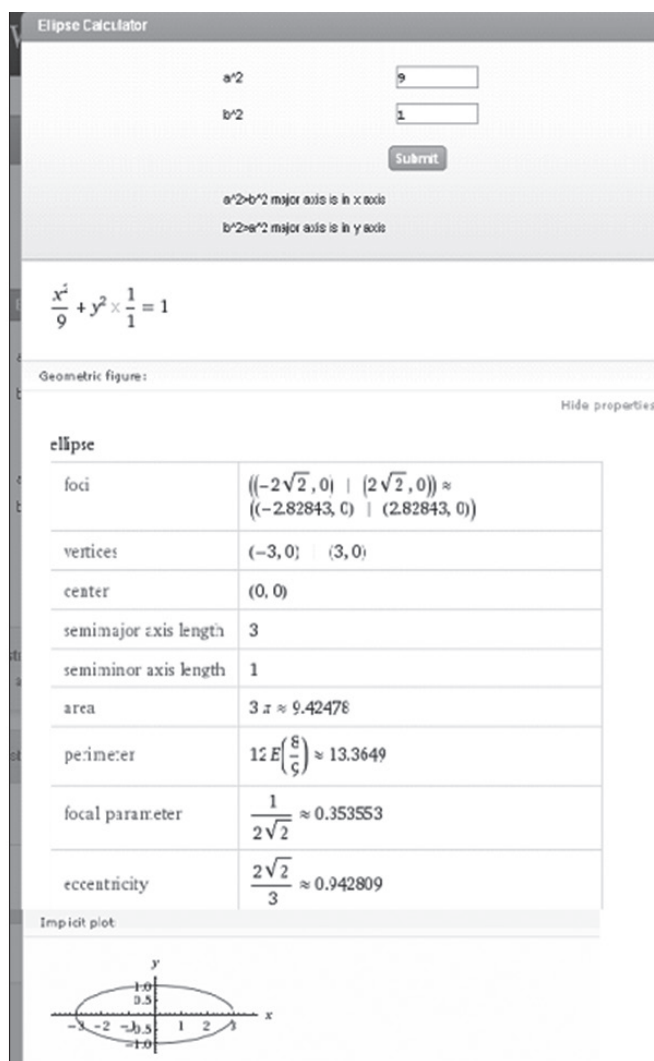 Elipse Calculator
a^2 9
b^2 1
Submit
a^2>b^2 major axis is in x axis
b^2>a^2 major axis is in y axis
x²/9 + y² × 1/1 = 1
Geometric figure:
Hide properties
ellipse
foci ((-2√2, 0) | (2√2, 0)) ≈
((-2.82843, 0) | (2.82843, 0))
vertices (-3, 0) | (3, 0)
center (0, 0)
semimajor axis length 3
semiminor axis length 1
area 3 π ≈ 9.42478
perimeter 12 E(8/9) ≈ 13.3649
focal parameter 1/(2√2) ≈ 0.353553
eccentricity 2√2/3 ≈ 0.942809
Implicit plot
y
1.0
0.5
-3 -2 -1 1 2 3 x
-0.5
-1.0